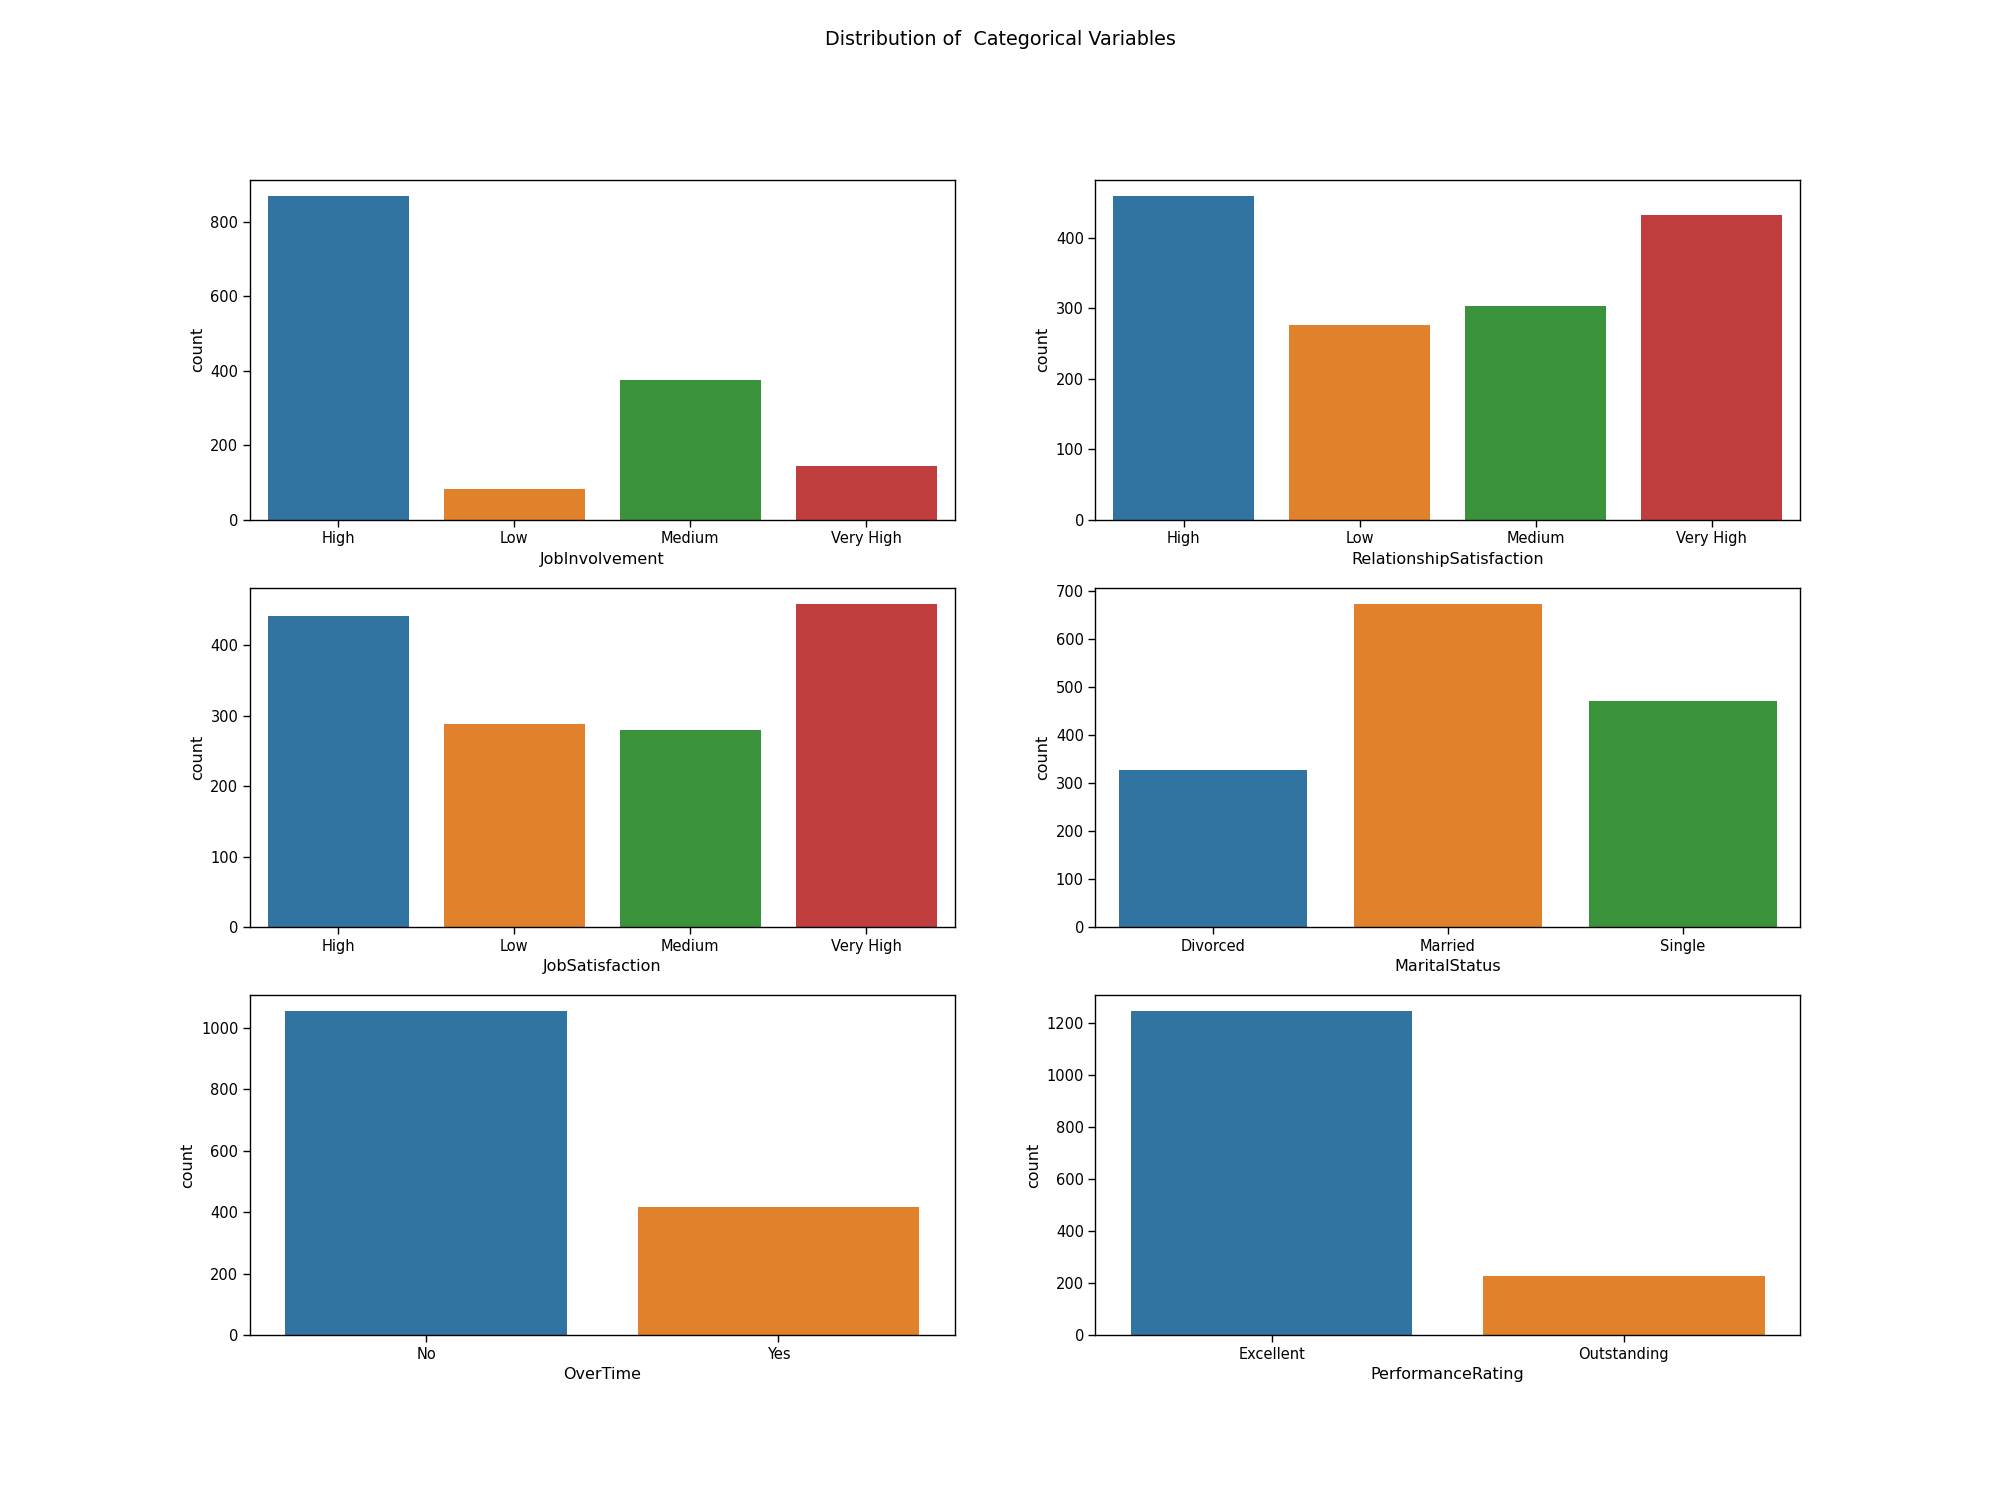 Distribution of  Categorical Variables
800
600
400
200
0
count
High Low Medium Very High
JobInvolvement
400
300
200
100
0
count
High Low Medium Very High
RelationshipSatisfaction
400
300
200
100
0
count
High Low Medium Very High
JobSatisfaction
700
600
500
400
300
200
100
0
count
Divorced Married Single
MaritalStatus
1000
800
600
400
200
0
count
No Yes
OverTime
1200
1000
800
600
400
200
0
count
Excellent Outstanding
PerformanceRating